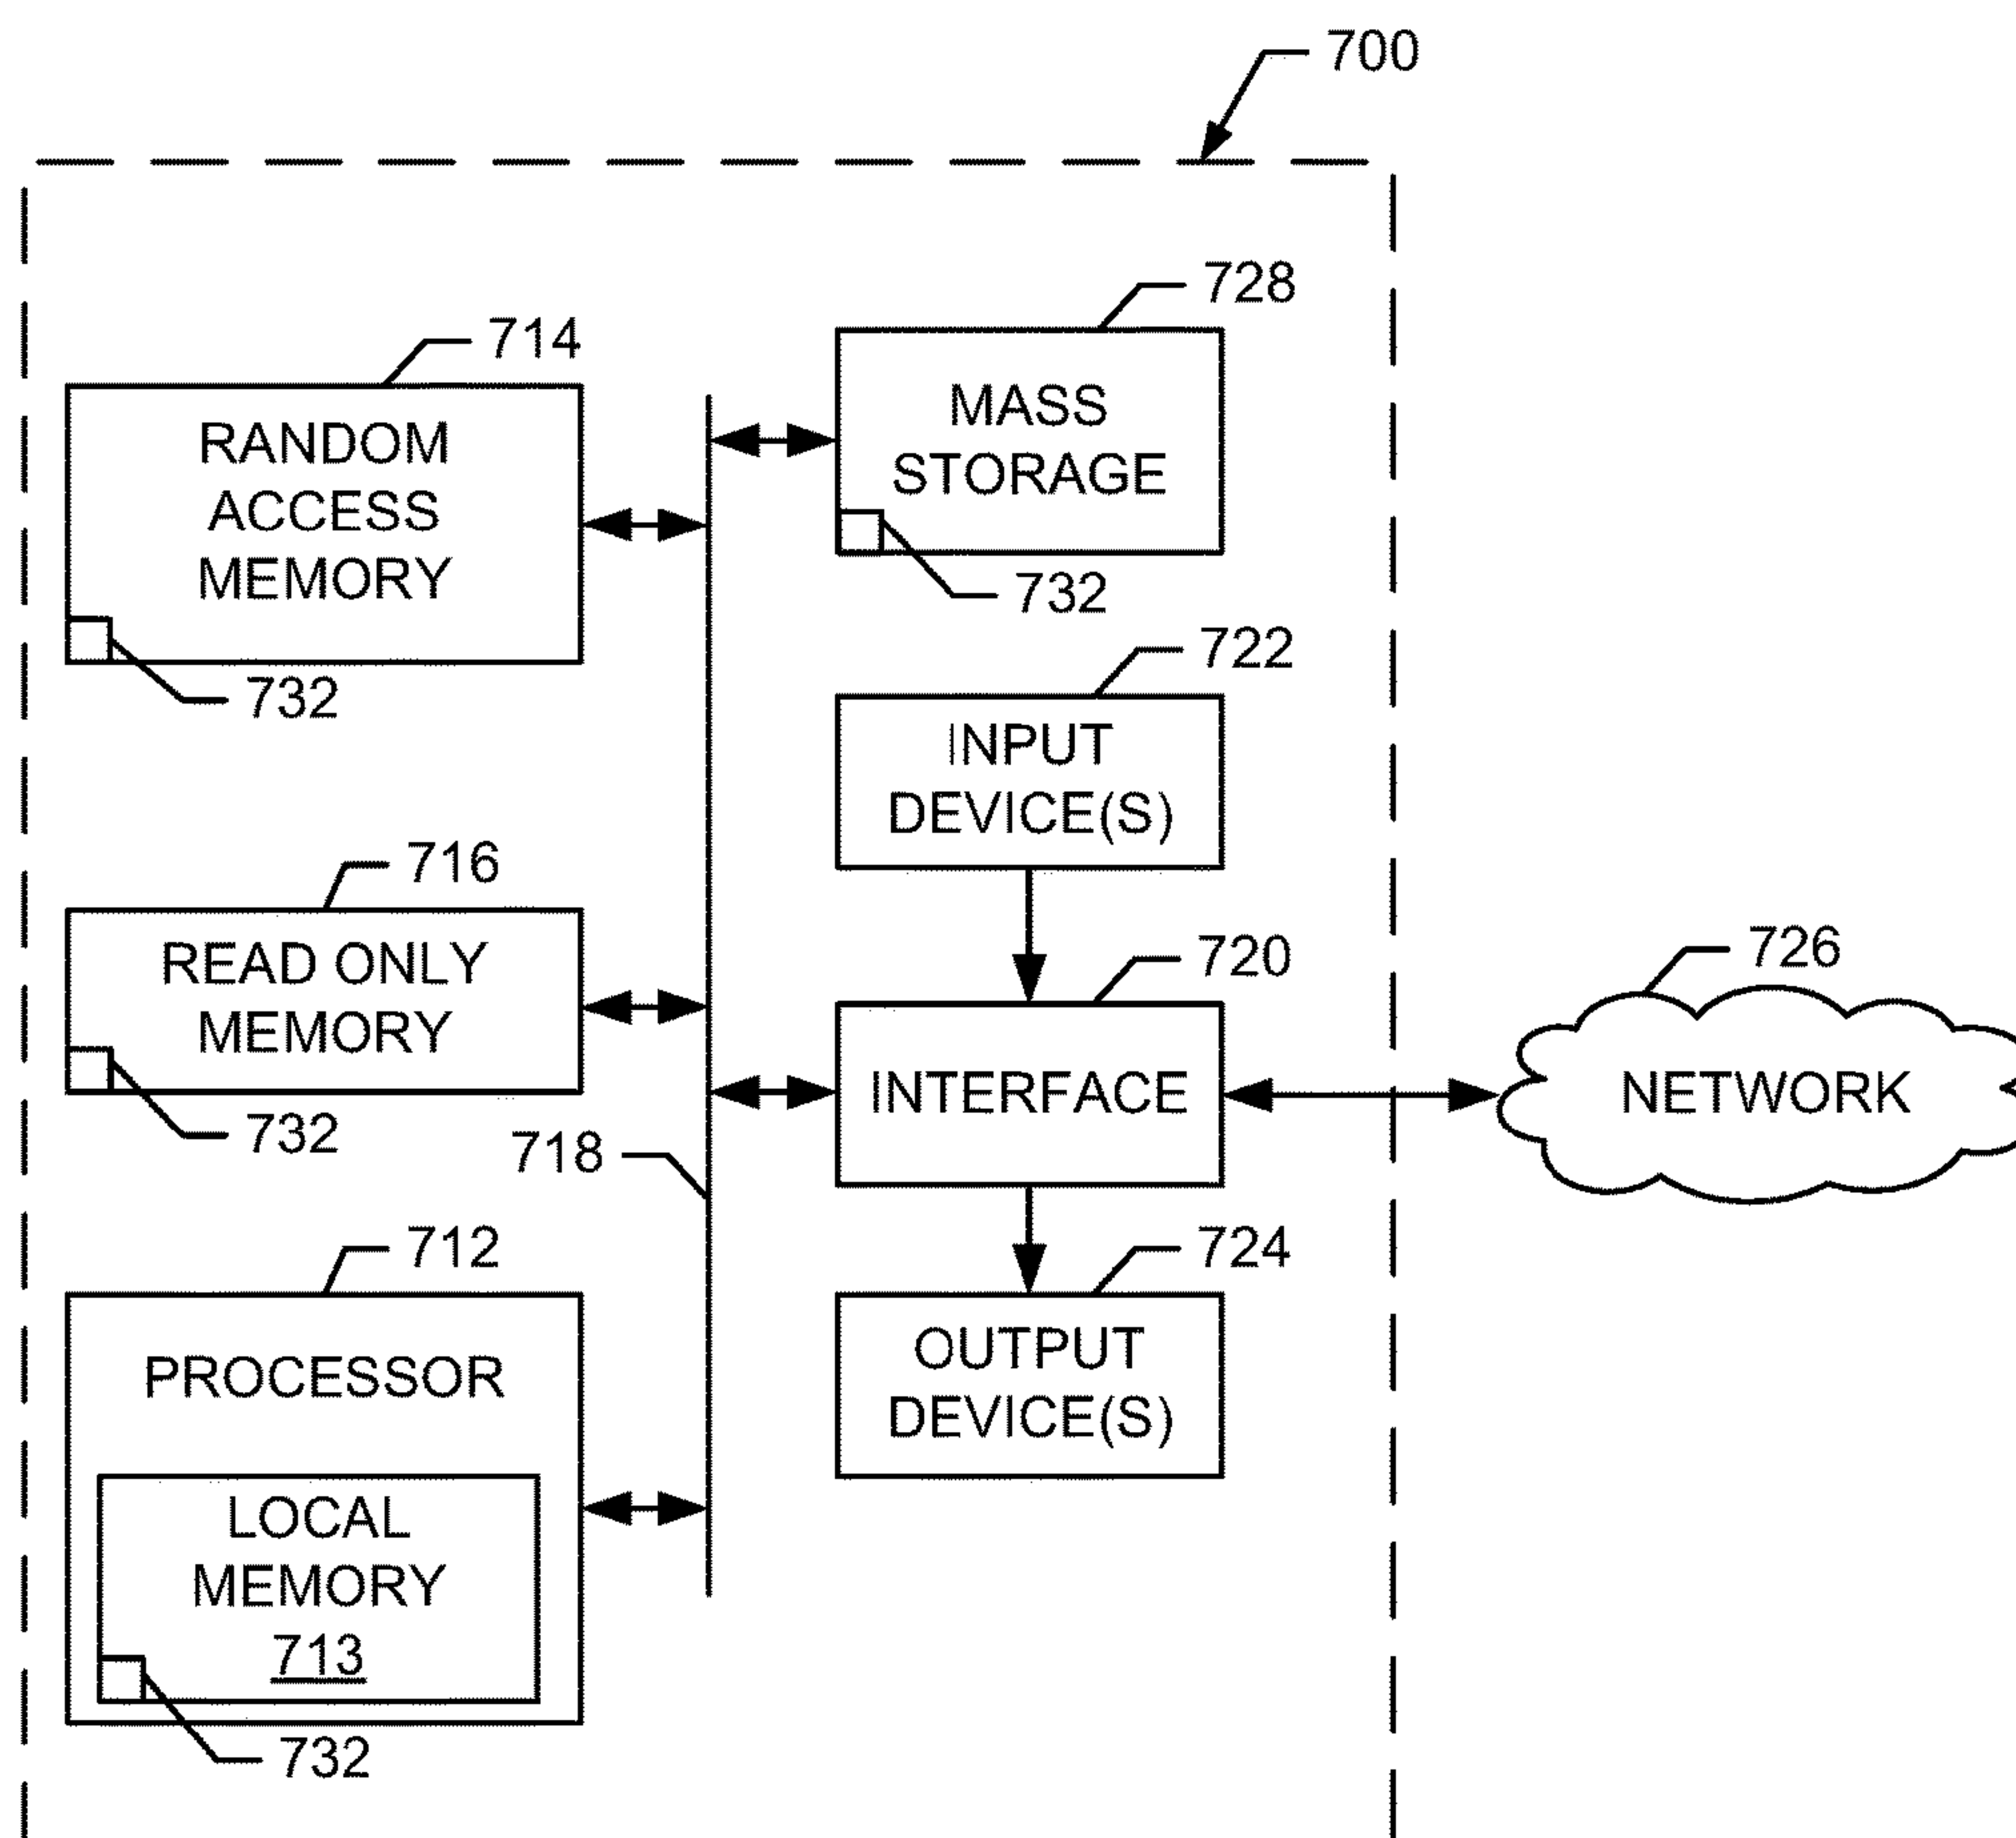 700
728
714
MASS
STORAGE
RANDOM
ACCESS
MEMORY
732
732
722
INPUT
DEVICE(S)
716
READ ONLY
MEMORY
732
720
726
INTERFACE
NETWORK
718
712
724
PROCESSOR
OUTPUT
DEVICE(S)
LOCAL
MEMORY
713
732